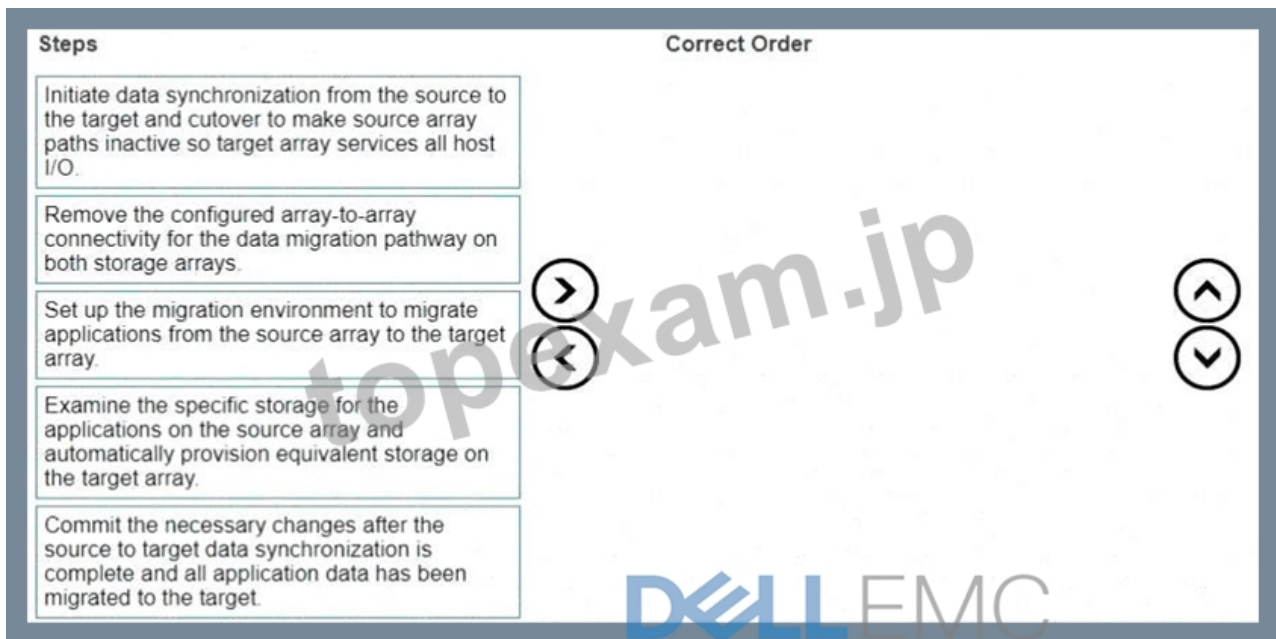 Steps
Correct Order
Initiate data synchronization from the source to
the target and cutover to make source array
paths inactive so target array services all host
I/O.
Remove the configured array-to-array
connectivity for the data migration pathway on
both storage arrays.
Set up the migration environment to migrate
applications from the source array to the target
array.
Examine the specific storage for the
applications on the source array and
automatically provision equivalent storage on
the target array.
Commit the necessary changes after the
source to target data synchronization is
complete and all application data has been
migrated to the target.
topexam.jp
DELL EMC